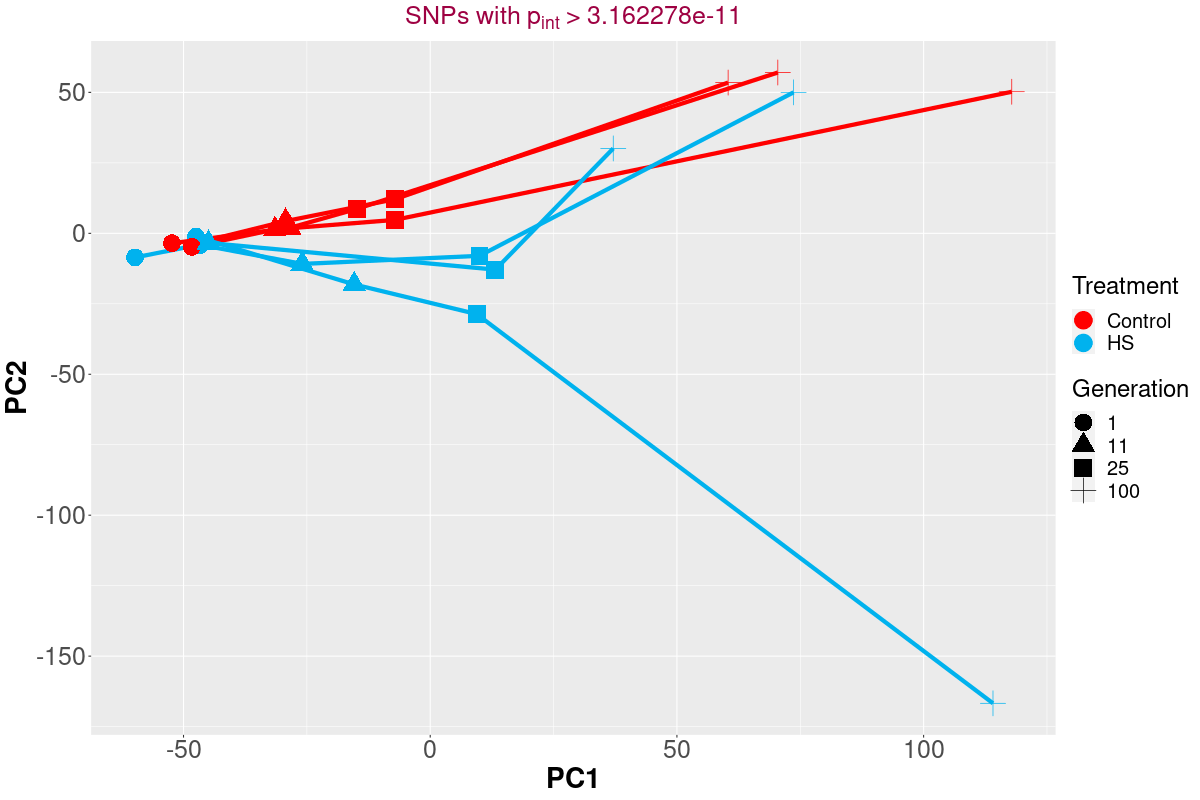 SNPs with pint > 3.162278e-11
50
0
-50
-100
-150
PC2
-50 0 50 100
PC1
Treatment
Control
HS
Generation
1
11
25
100